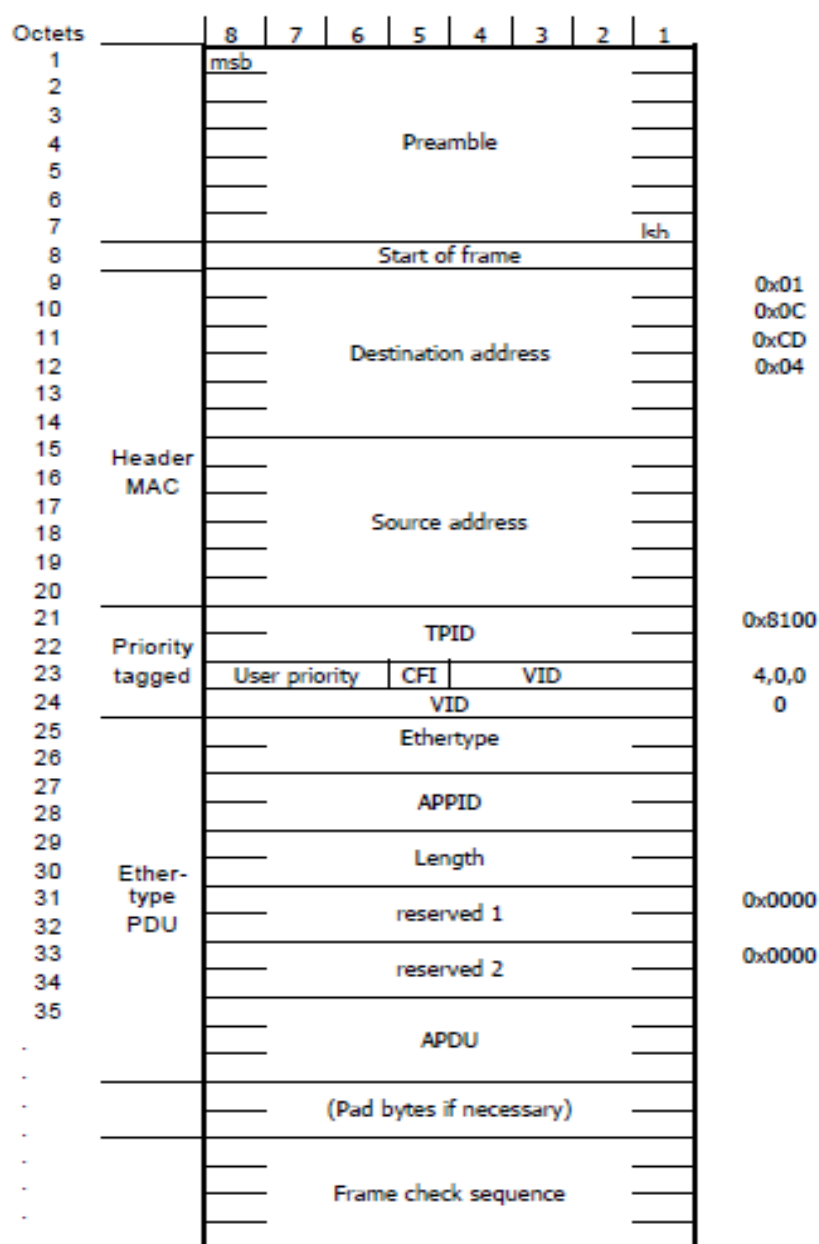 Octets 8 7 6 5 4 3 2 1
1 msb
2
3
4 Preamble
5
6
7 lsb
8 Start of frame
9 0x01
10 0x0C
11 0xCD
12 Destination address 0x04
13
14
15 Header
16 MAC
17
18 Source address
19
20
21 TPID 0x8100
22 Priority
23 tagged User priority CFI VID 4,0,0
24 VID 0
25 Ethertype
26
27 APPID
28
29 Length
30 Ether-
31 type reserved 1 0x0000
32 PDU
33 reserved 2 0x0000
34
35
. APDU
.
. (Pad bytes if necessary)
.
.
. Frame check sequence
.